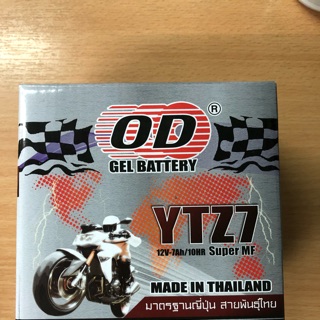 OD ®
GEL BATTERY
YTZ7
12V-7Ah/10HR Super MF
MADE IN THAILAND
มาตรฐานญี่ปุ่น สายพันธุ์ไทย